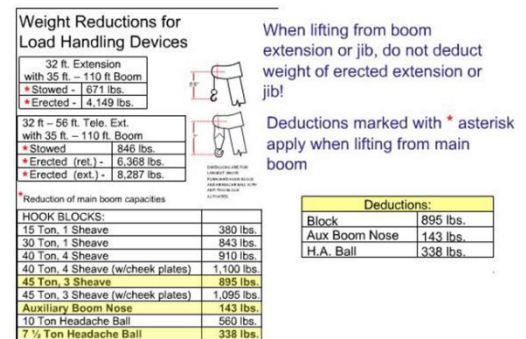 Weight Reductions for
Load Handling Devices
32 ft. Extension
with 35 ft. – 110 ft Boom
*Stowed - 671 lbs.
*Erected - 4,149 lbs.
32 ft – 56 ft. Tele. Ext.
with 35 ft. – 110 ft. Boom
*Stowed 846 lbs.
*Erected (ret.) - 6,368 lbs.
*Erected (ext.) - 8,287 lbs.
*Reduction of main boom capacities
HOOK BLOCKS:
15 Ton, 1 Sheave 380 lbs.
30 Ton, 1 Sheave 843 lbs.
40 Ton, 4 Sheave 910 lbs.
40 Ton, 4 Sheave (w/cheek plates) 1,100 lbs.
45 Ton, 3 Sheave 895 lbs.
45 Ton, 3 Sheave (w/cheek plates) 1,095 lbs.
Auxiliary Boom Nose 143 lbs.
10 Ton Headache Ball 560 lbs.
7 ½ Ton Headache Ball 338 lbs.
When lifting from boom
extension or jib, do not deduct
weight of erected extension or
jib!
Deductions marked with * asterisk
apply when lifting from main
boom
Deductions:
Block 895 lbs.
Aux Boom Nose 143 lbs.
H.A. Ball 338 lbs.